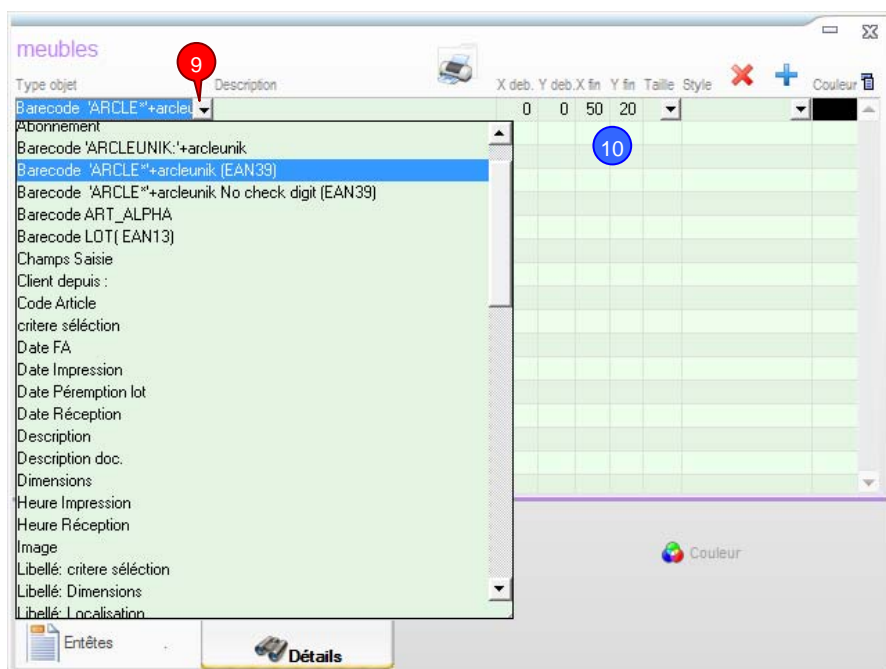 meubles
9
Type objet Description X deb. Y deb. X fin Y fin Taille Style Couleur
Barecode 'ARCLE*'+arcleu 0 0 50 20
Abonnement
Barecode 'ARCLEUNIK:'+arcleunik
Barecode 'ARCLE*'+arcleunik (EAN39)
Barecode 'ARCLE*'+arcleunik No check digit (EAN39)
Barecode ART_ALPHA
Barecode LOT( EAN13)
Champs Saisie
Client depuis :
Code Article
critere séléction
Date FA
Date Impression
Date Péremption lot
Date Réception
Description
Description doc.
Dimensions
Heure Impression
Heure Réception
Image
Libellé: critere séléction
Libellé: Dimensions
Libellé: Localisation
10
Couleur
Entêtes .
Détails